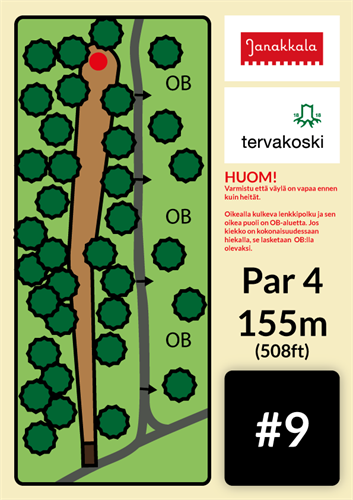 Janakkala
18 18
tervakoski
HUOM!
Varmistu että väylä on vapaa ennen
kuin heität.
Oikealla kulkeva lenkkipolku ja sen
oikea puoli on OB-aluetta. Jos
kiekko on kokonaisuudessaan
hiekalla, se lasketaan OB:lla
olevaksi.
OB
OB
OB
Par 4
155m
(508ft)
#9